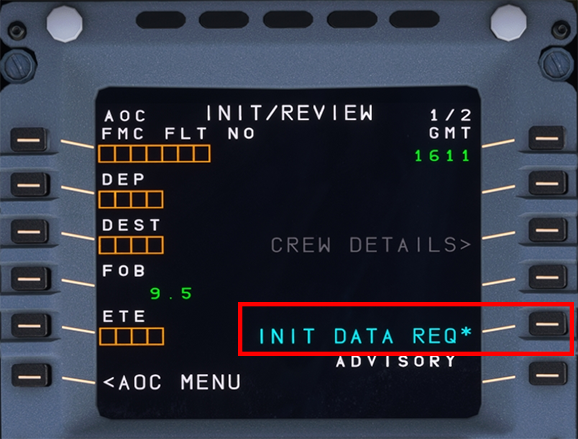 AOC INIT/REVIEW 1/2
FMC FLT NO GMT
1611
DEP
DEST
CREW DETAILS>
FOB
9.5
ETE
INIT DATA REQ*
ADVISORY
<AOC MENU